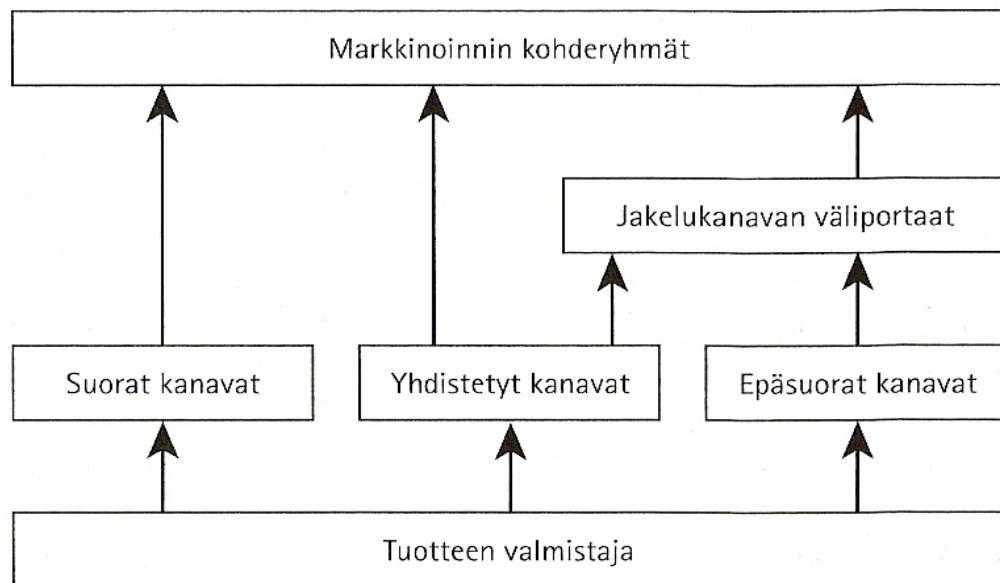 Markkinoinnin kohderyhmät
Jakelukanavan väliportaat
Suorat kanavat
Yhdistetyt kanavat
Epäsuorat kanavat
Tuotteen valmistaja